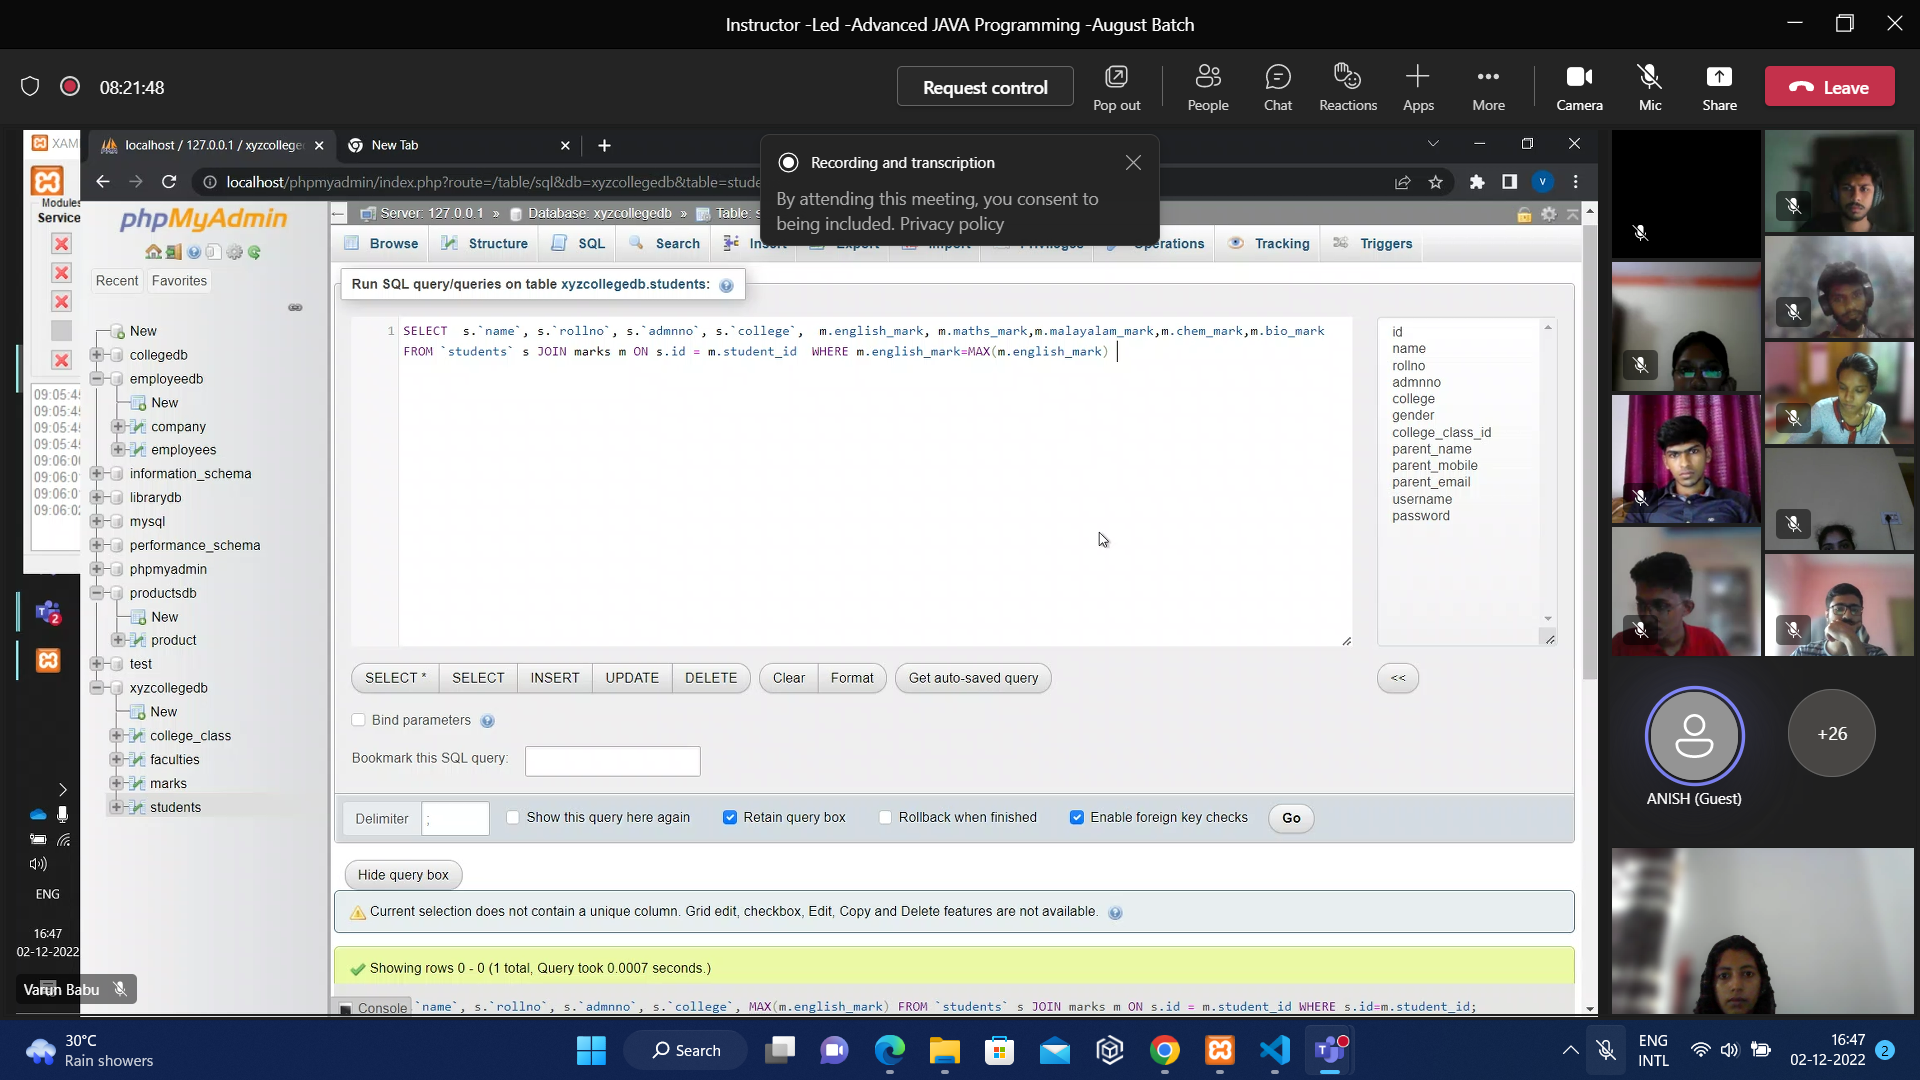 Instructor -Led -Advanced JAVA Programming -August Batch
08:21:48
Request control
Pop out
People
Chat
Reactions
Apps
More
Camera
Mic
Share
Leave
XAM
localhost / 127.0.0.1 / xyzcollege
New Tab
localhost/phpmyadmin/index.php?route=/table/sql&db=xyzcollegedb&table=stude
V
Recording and transcription
By attending this meeting, you consent to
being included. Privacy policy
Modules
Service
phpMyAdmin
Recent
Favorites
Server: 127.0.0.1 » Database: xyzcollegedb » Table: s
Browse
Structure
SQL
Search
Insert
Export
Import
Privileges
Operations
Tracking
Triggers
Run SQL query/queries on table xyzcollegedb.students:
1
SELECT s.`name`, s.`rollno`, s.`admnno`, s.`college`, m.english_mark, m.maths_mark,m.malayalam_mark,m.chem_mark,m.bio_mark
FROM `students` s JOIN marks m ON s.id = m.student_id WHERE m.english_mark=MAX(m.english_mark)
id
name
rollno
admnno
college
gender
college_class_id
parent_name
parent_mobile
parent_email
username
password
New
collegedb
employeedb
New
company
employees
information_schema
librarydb
mysql
performance_schema
phpmyadmin
productsdb
New
product
test
xyzcollegedb
New
college_class
faculties
marks
students
09:05:4
09:05:4
09:05:4
09:05:4
09:06:0
09:06:0
09:06:0
09:06:0
2
SELECT *
SELECT
INSERT
UPDATE
DELETE
Clear
Format
Get auto-saved query
<<
Bind parameters
Bookmark this SQL query:
Delimiter
;
Show this query here again
Retain query box
Rollback when finished
Enable foreign key checks
Go
Hide query box
Current selection does not contain a unique column. Grid edit, checkbox, Edit, Copy and Delete features are not available.
Showing rows 0 - 0 (1 total, Query took 0.0007 seconds.)
Console
`name`, s.`rollno`, s.`admnno`, s.`college`, MAX(m.english_mark) FROM `students` s JOIN marks m ON s.id = m.student_id WHERE s.id=m.student_id;
ENG
16:47
02-12-2022
Varun Babu
+26
ANISH (Guest)
30°C
Rain showers
Search
ENG
INTL
16:47
02-12-2022
2